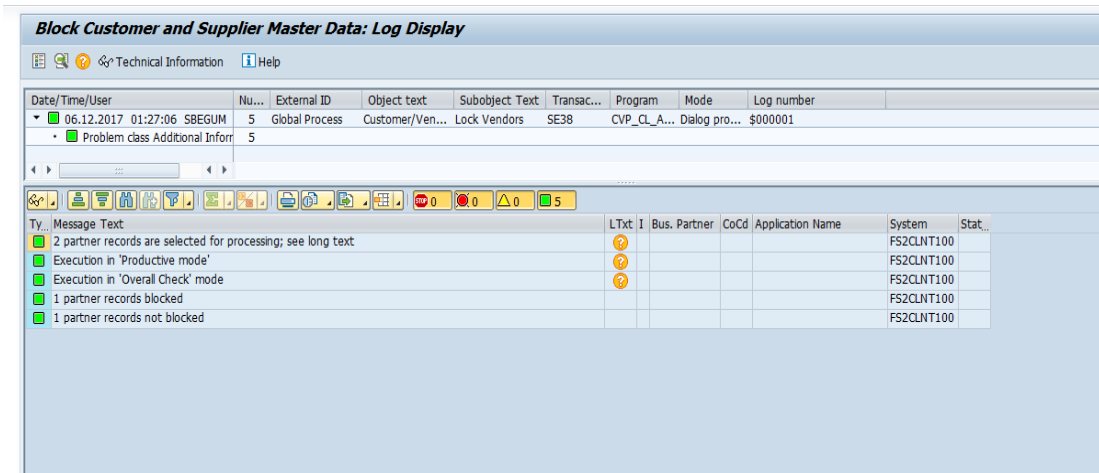 Block Customer and Supplier Master Data: Log Display
Technical Information Help
Date/Time/User Nu... External ID Object text Subobject Text Transac... Program Mode Log number
06.12.2017 01:27:06 SBEGUM 5 Global Process Customer/Ven... Lock Vendors SE38 CVP_CL_A... Dialog pro... $000001
Problem class Additional Inforr 5
STOP 0 0 0 5
Ty... Message Text LTxt I Bus. Partner CoCd Application Name System Stat...
2 partner records are selected for processing; see long text FS2CLNT100
Execution in 'Productive mode' FS2CLNT100
Execution in 'Overall Check' mode FS2CLNT100
1 partner records blocked FS2CLNT100
1 partner records not blocked FS2CLNT100